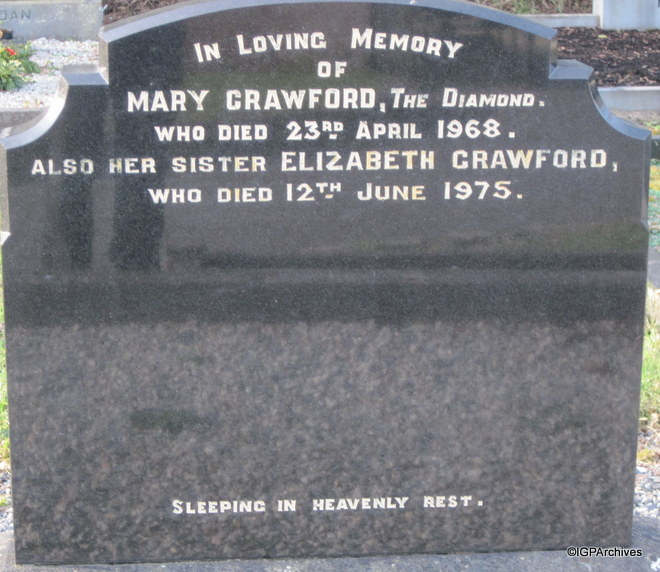 DAN
IN LOVING MEMORY
OF
MARY CRAWFORD, THE DIAMOND.
WHO DIED 23RD APRIL 1968.
ALSO HER SISTER ELIZABETH CRAWFORD,
WHO DIED 12TH JUNE 1975.
SLEEPING IN HEAVENLY REST.
©IGPArchives